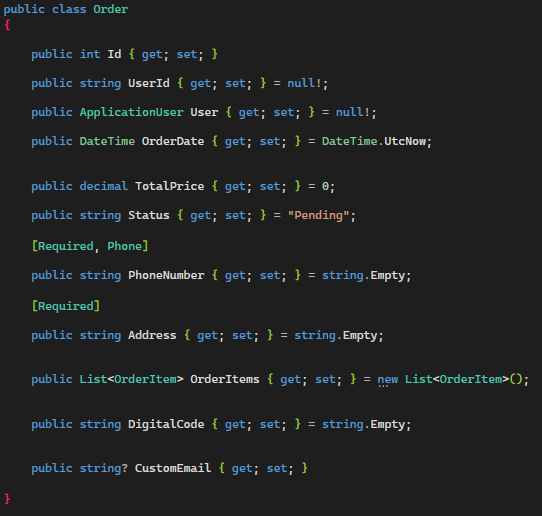 public class Order
{
public int Id { get; set; }
public string UserId { get; set; } = null!;
public ApplicationUser User { get; set; } = null!;
public DateTime OrderDate { get; set; } = DateTime.UtcNow;
public decimal TotalPrice { get; set; } = 0;
public string Status { get; set; } = "Pending";
[Required, Phone]
public string PhoneNumber { get; set; } = string.Empty;
[Required]
public string Address { get; set; } = string.Empty;
public List<OrderItem> OrderItems { get; set; } = new List<OrderItem>();
public string DigitalCode { get; set; } = string.Empty;
public string? CustomEmail { get; set; }
}